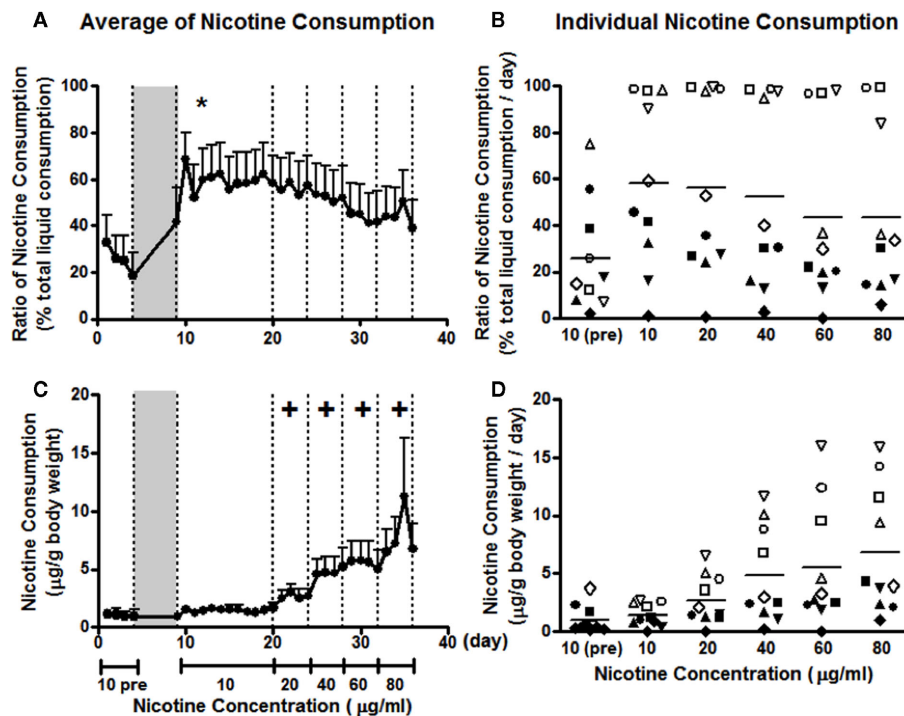 A Average of Nicotine Consumption
Ratio of Nicotine Consumption
(% total liquid consumption)
100
80
60
40
20
0
*
0 10 20 30 40
B Individual Nicotine Consumption
Ratio of Nicotine Consumption
(% total liquid consumption / day)
100
80
60
40
20
0
10 (pre) 10 20 40 60 80
C
Nicotine Consumption
(µg/g body weight)
20
15
10
5
0
+ + + +
0 10 20 30 40 (day)
10 pre 10 20 40 60 80
Nicotine Concentration ( µg/ml)
D
Nicotine Consumption
(µg/g body weight / day)
20
15
10
5
0
10 (pre) 10 20 40 60 80
Nicotine Concentration ( µg/ml)